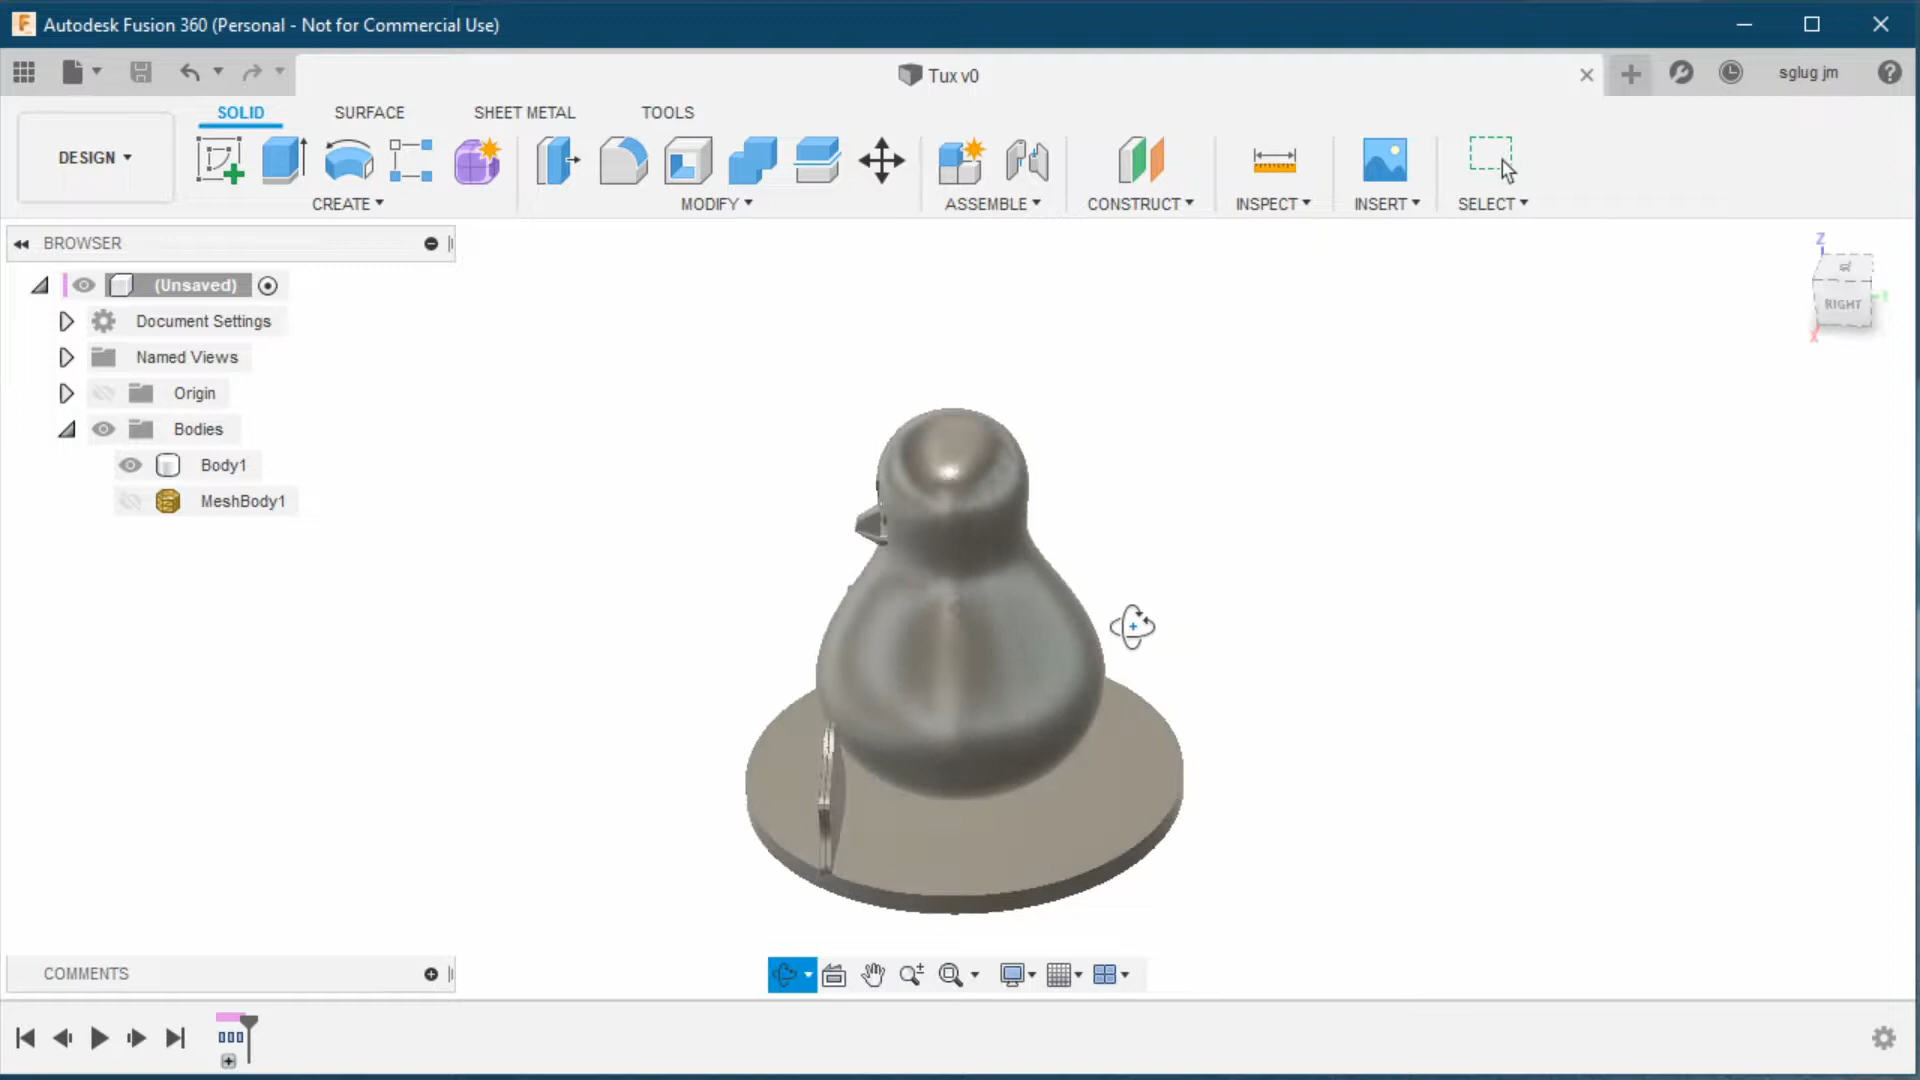 Autodesk Fusion 360 (Personal - Not for Commercial Use)
Tux v0
sglug jm
SOLID
SURFACE
SHEET METAL
TOOLS
DESIGN
CREATE
MODIFY
ASSEMBLE
CONSTRUCT
INSPECT
INSERT
SELECT
BROWSER
(Unsaved)
Document Settings
Named Views
Origin
Bodies
Body1
MeshBody1
Z
RIGHT
X
COMMENTS